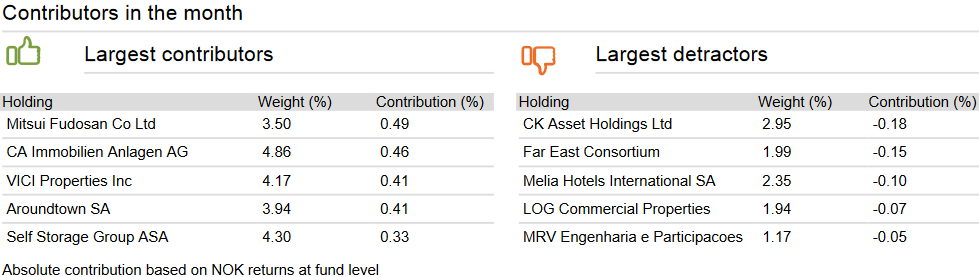 Contributors in the month
Largest contributors
Holding Weight (%) Contribution (%)
Mitsui Fudosan Co Ltd 3.50 0.49
CA Immobilien Anlagen AG 4.86 0.46
VICI Properties Inc 4.17 0.41
Aroundtown SA 3.94 0.41
Self Storage Group ASA 4.30 0.33
Largest detractors
Holding Weight (%) Contribution (%)
CK Asset Holdings Ltd 2.95 -0.18
Far East Consortium 1.99 -0.15
Melia Hotels International SA 2.35 -0.10
LOG Commercial Properties 1.94 -0.07
MRV Engenharia e Participacoes 1.17 -0.05
Absolute contribution based on NOK returns at fund level